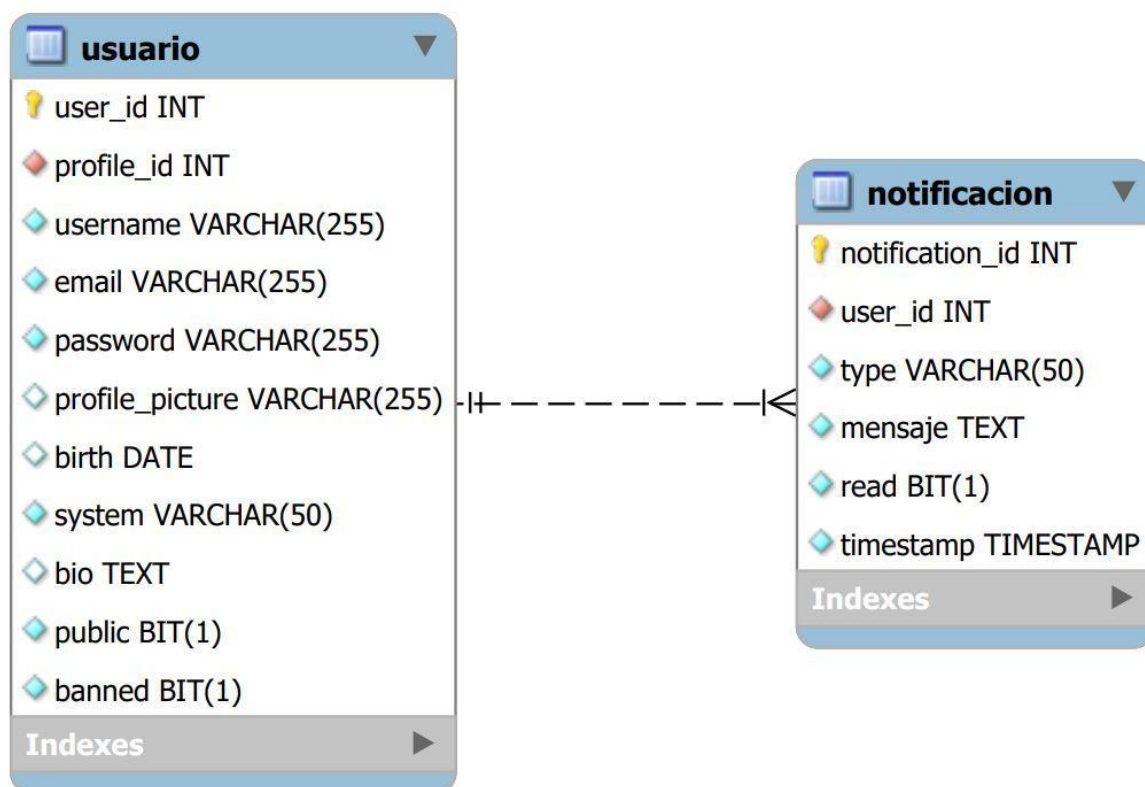 usuario
user_id INT
profile_id INT
username VARCHAR(255)
email VARCHAR(255)
password VARCHAR(255)
profile_picture VARCHAR(255)
birth DATE
system VARCHAR(50)
bio TEXT
public BIT(1)
banned BIT(1)
Indexes
notificacion
notification_id INT
user_id INT
type VARCHAR(50)
mensaje TEXT
read BIT(1)
timestamp TIMESTAMP
Indexes